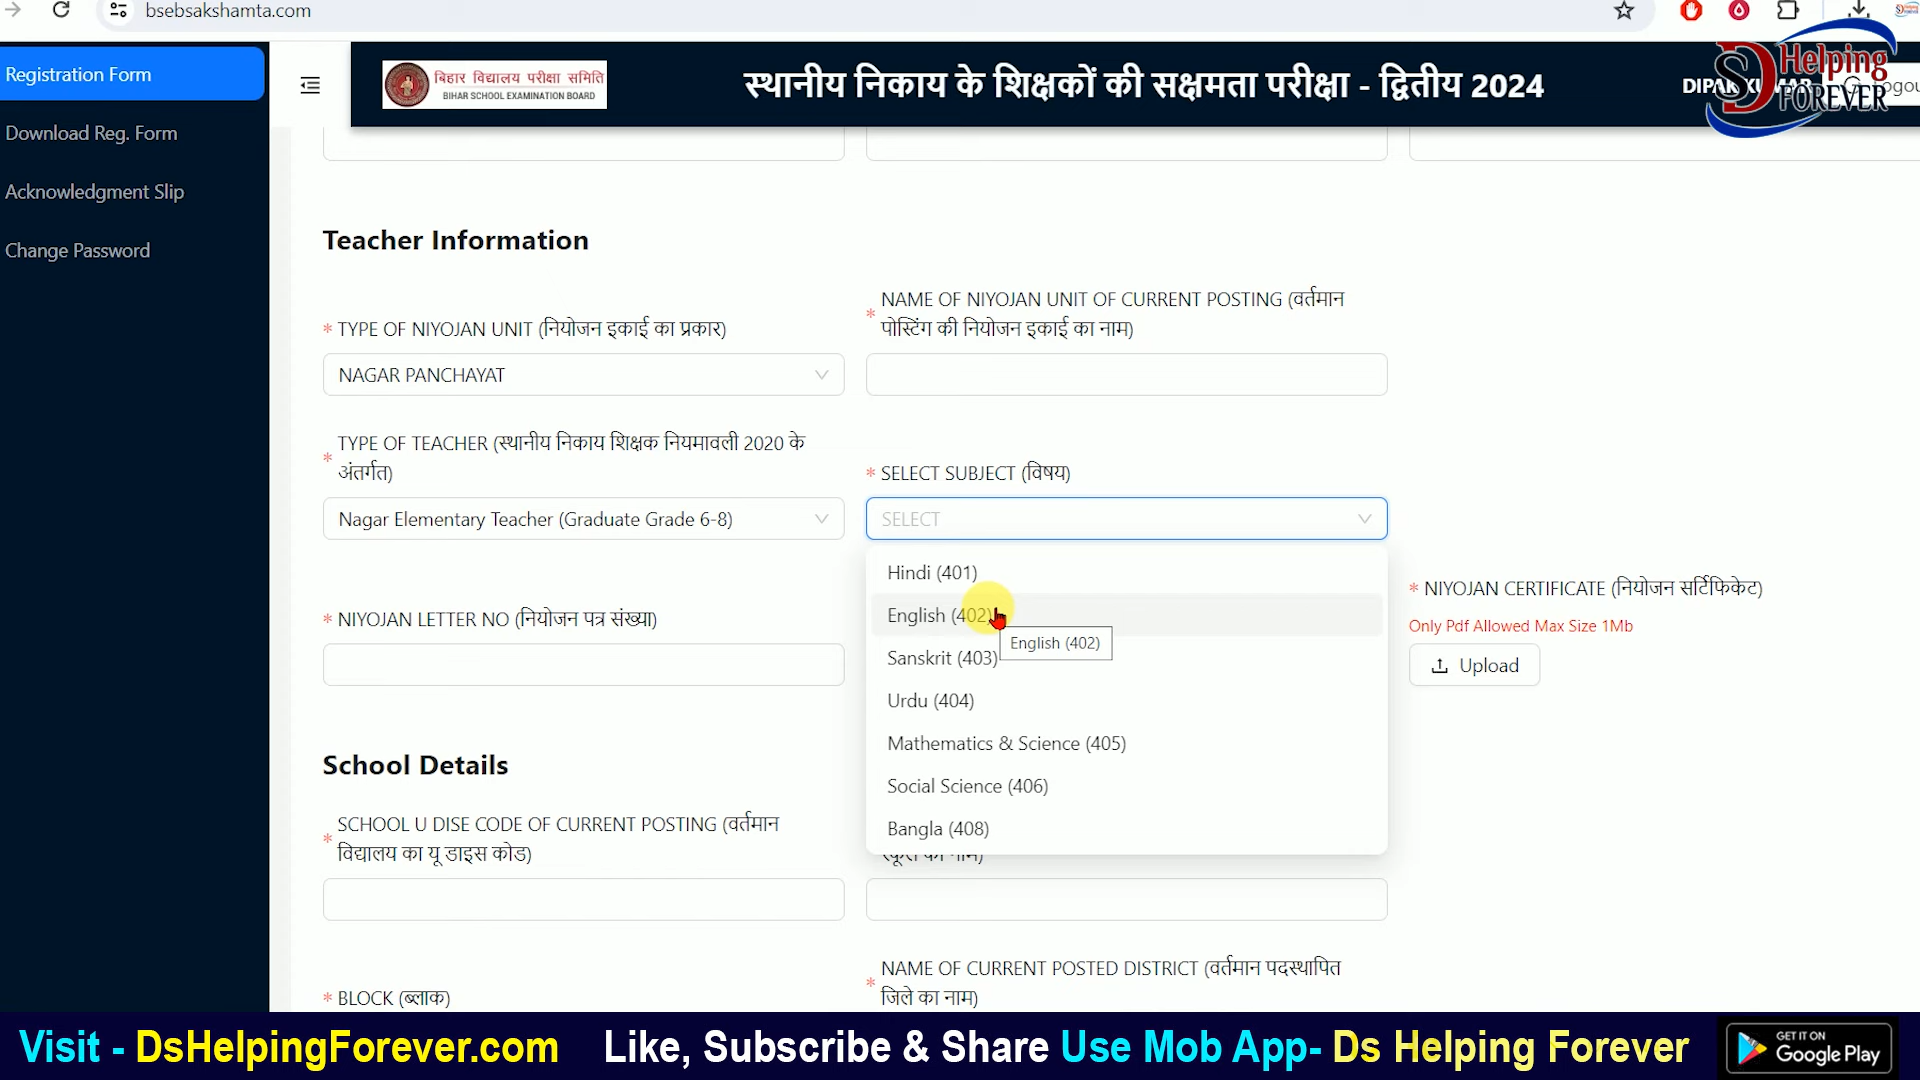 bsebsakshamta.com
Registration Form
Download Reg. Form
Acknowledgment Slip
Change Password
बिहार विद्यालय परीक्षा समिति
BIHAR SCHOOL EXAMINATION BOARD
स्थानीय निकाय के शिक्षकों की सक्षमता परीक्षा - द्वितीय 2024
Helping
FOREVER
Teacher Information
* TYPE OF NIYOJAN UNIT (नियोजन इकाई का प्रकार)
NAGAR PANCHAYAT
* NAME OF NIYOJAN UNIT OF CURRENT POSTING (वर्तमान
पोस्टिंग की नियोजन इकाई का नाम)
* TYPE OF TEACHER (स्थानीय निकाय शिक्षक नियमावली 2020 के
अंतर्गत)
Nagar Elementary Teacher (Graduate Grade 6-8)
* SELECT SUBJECT (विषय)
SELECT
Hindi (401)
English (402)
English (402)
Sanskrit (403)
Urdu (404)
Mathematics & Science (405)
Social Science (406)
Bangla (408)
* NIYOJAN LETTER NO (नियोजन पत्र संख्या)
* NIYOJAN CERTIFICATE (नियोजन सर्टिफिकेट)
Only Pdf Allowed Max Size 1Mb
Upload
School Details
* SCHOOL U DISE CODE OF CURRENT POSTING (वर्तमान
विद्यालय का यू डाइस कोड)
* BLOCK (ब्लाक)
* NAME OF CURRENT POSTED DISTRICT (वर्तमान पदस्थापित
जिले का नाम)
Visit - DsHelpingForever.com Like, Subscribe & Share Use Mob App- Ds Helping Forever
GET IT ON
Google Play